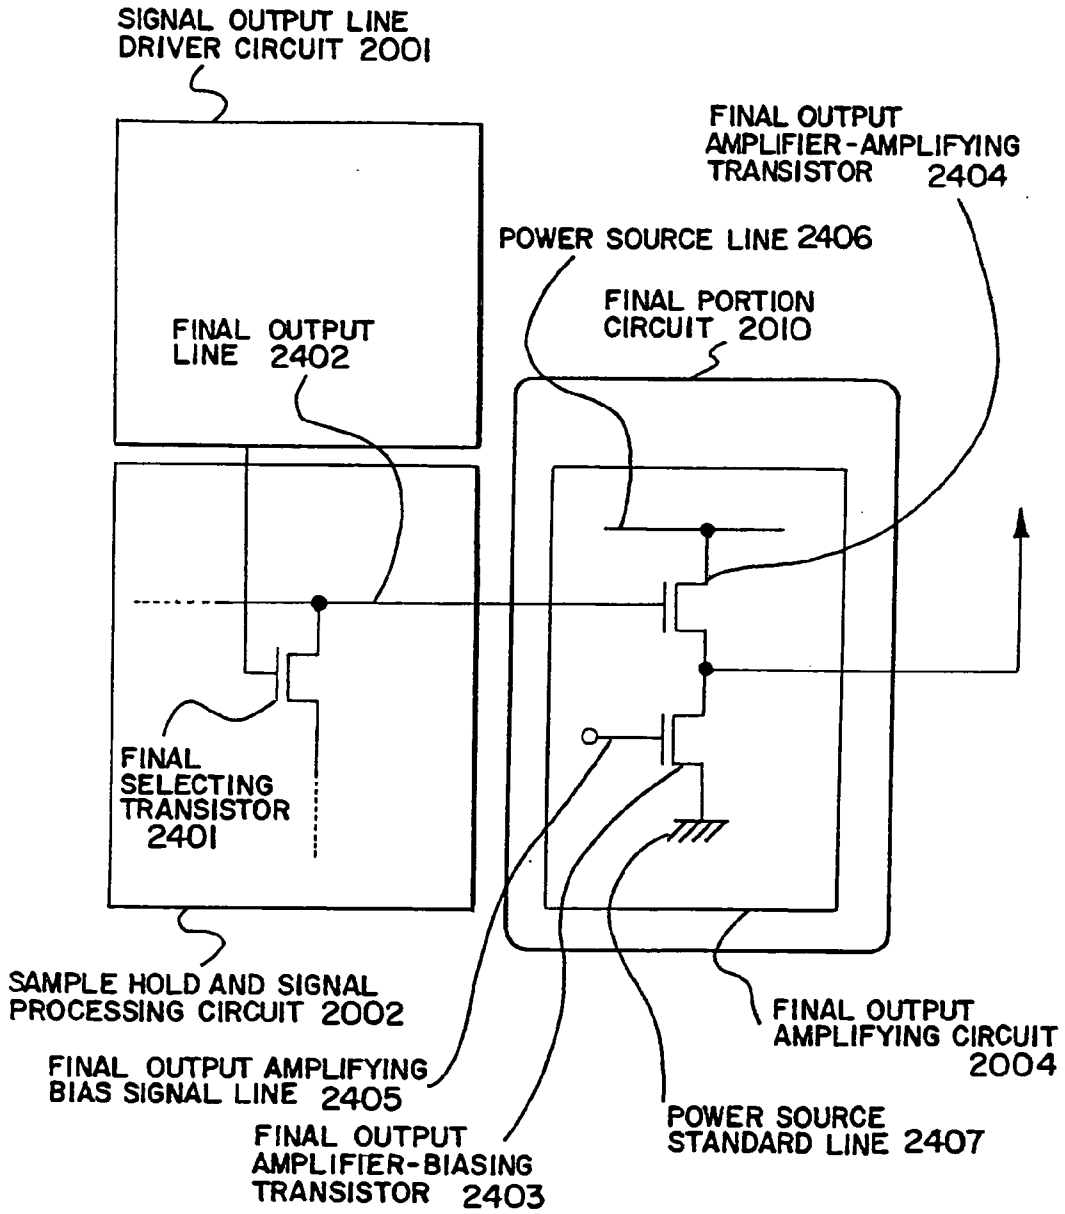 SIGNAL OUTPUT LINE
DRIVER CIRCUIT 2001
FINAL OUTPUT
AMPLIFIER-AMPLIFYING
TRANSISTOR 2404
POWER SOURCE LINE 2406
FINAL PORTION
CIRCUIT 2010
FINAL OUTPUT
LINE 2402
FINAL
SELECTING
TRANSISTOR
2401
SAMPLE HOLD AND SIGNAL
PROCESSING CIRCUIT 2002
FINAL OUTPUT
AMPLIFYING CIRCUIT
2004
FINAL OUTPUT AMPLIFYING
BIAS SIGNAL LINE 2405
POWER SOURCE
STANDARD LINE 2407
FINAL OUTPUT
AMPLIFIER-BIASING
TRANSISTOR 2403